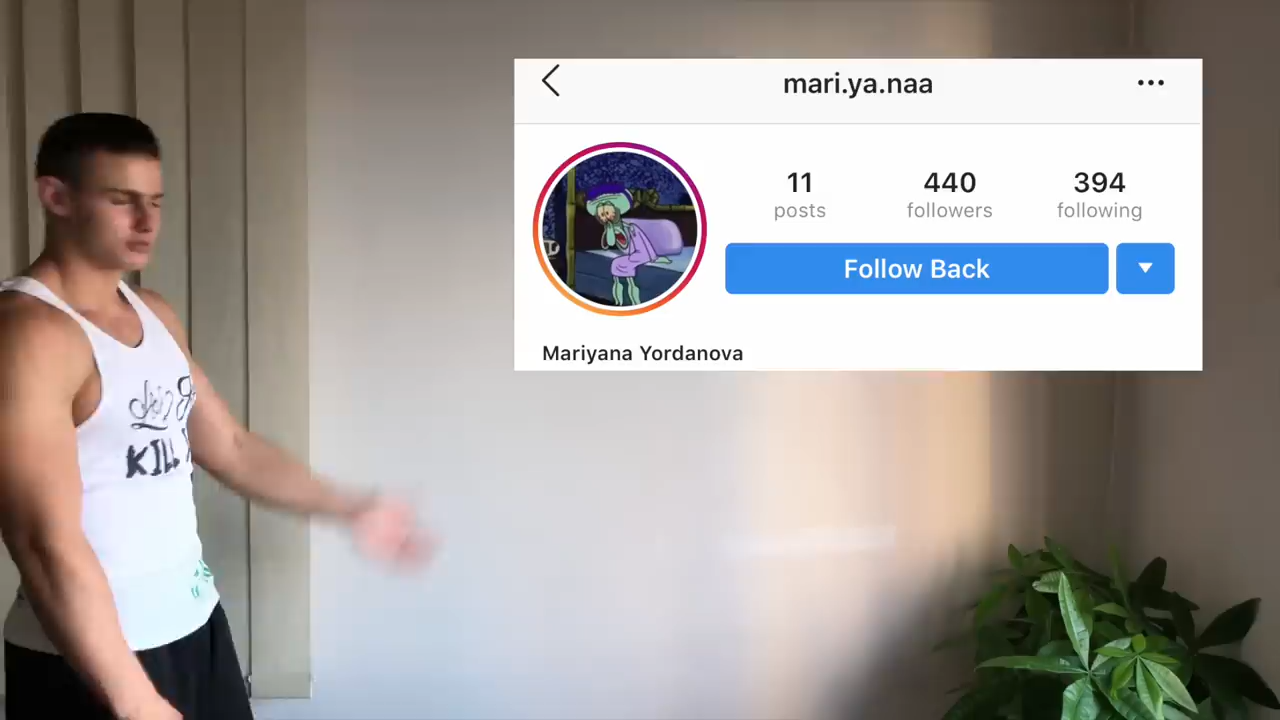 mari.ya.naa
11
440
394
posts
followers
following
Follow Back
Mariyana Yordanova
KILL